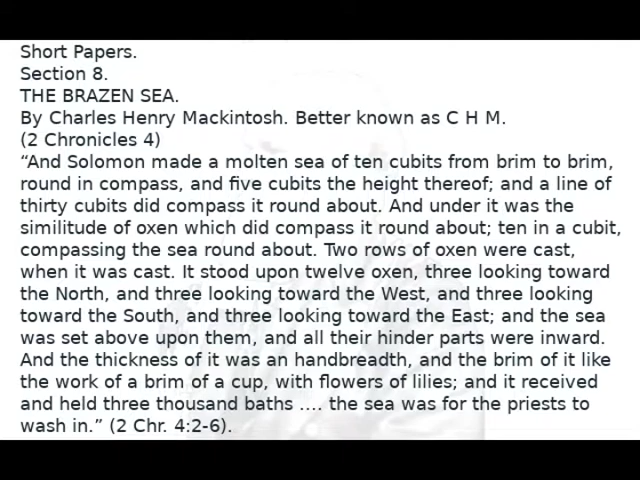 Short Papers.
Section 8.
THE BRAZEN SEA.
By Charles Henry Mackintosh. Better known as C H M.
(2 Chronicles 4)
“And Solomon made a molten sea of ten cubits from brim to brim,
round in compass, and five cubits the height thereof; and a line of
thirty cubits did compass it round about. And under it was the
similitude of oxen which did compass it round about; ten in a cubit,
compassing the sea round about. Two rows of oxen were cast,
when it was cast. It stood upon twelve oxen, three looking toward
the North, and three looking toward the West, and three looking
toward the South, and three looking toward the East; and the sea
was set above upon them, and all their hinder parts were inward.
And the thickness of it was an handbreadth, and the brim of it like
the work of a brim of a cup, with flowers of lilies; and it received
and held three thousand baths .... the sea was for the priests to
wash in.” (2 Chr. 4:2-6).